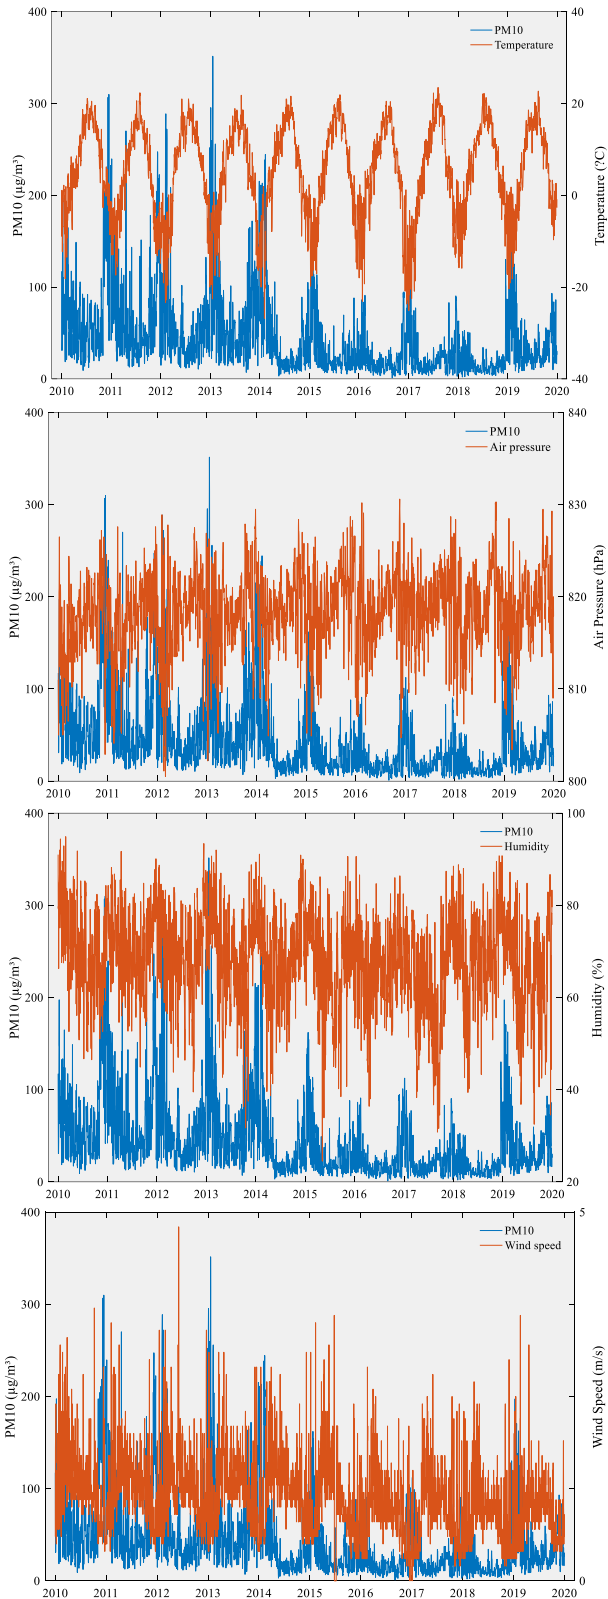 400
40
PM10
Temperature
300
20
PM10 (µg/m³)
200
0
Temperature (?C)
100
-20
0
-40
2010 2011 2012 2013 2014 2015 2016 2017 2018 2019 2020
400
840
PM10
Air pressure
300
830
PM10 (µg/m³)
200
820
Air Pressure (hPa)
100
810
0
800
2010 2011 2012 2013 2014 2015 2016 2017 2018 2019 2020
400
100
PM10
Humidity
300
80
PM10 (µg/m³)
200
60
Humidity (%)
100
40
0
20
2010 2011 2012 2013 2014 2015 2016 2017 2018 2019 2020
400
5
PM10
Wind speed
300
PM10 (µg/m³)
200
Wind Speed (m/s)
100
0
0
2010 2011 2012 2013 2014 2015 2016 2017 2018 2019 2020